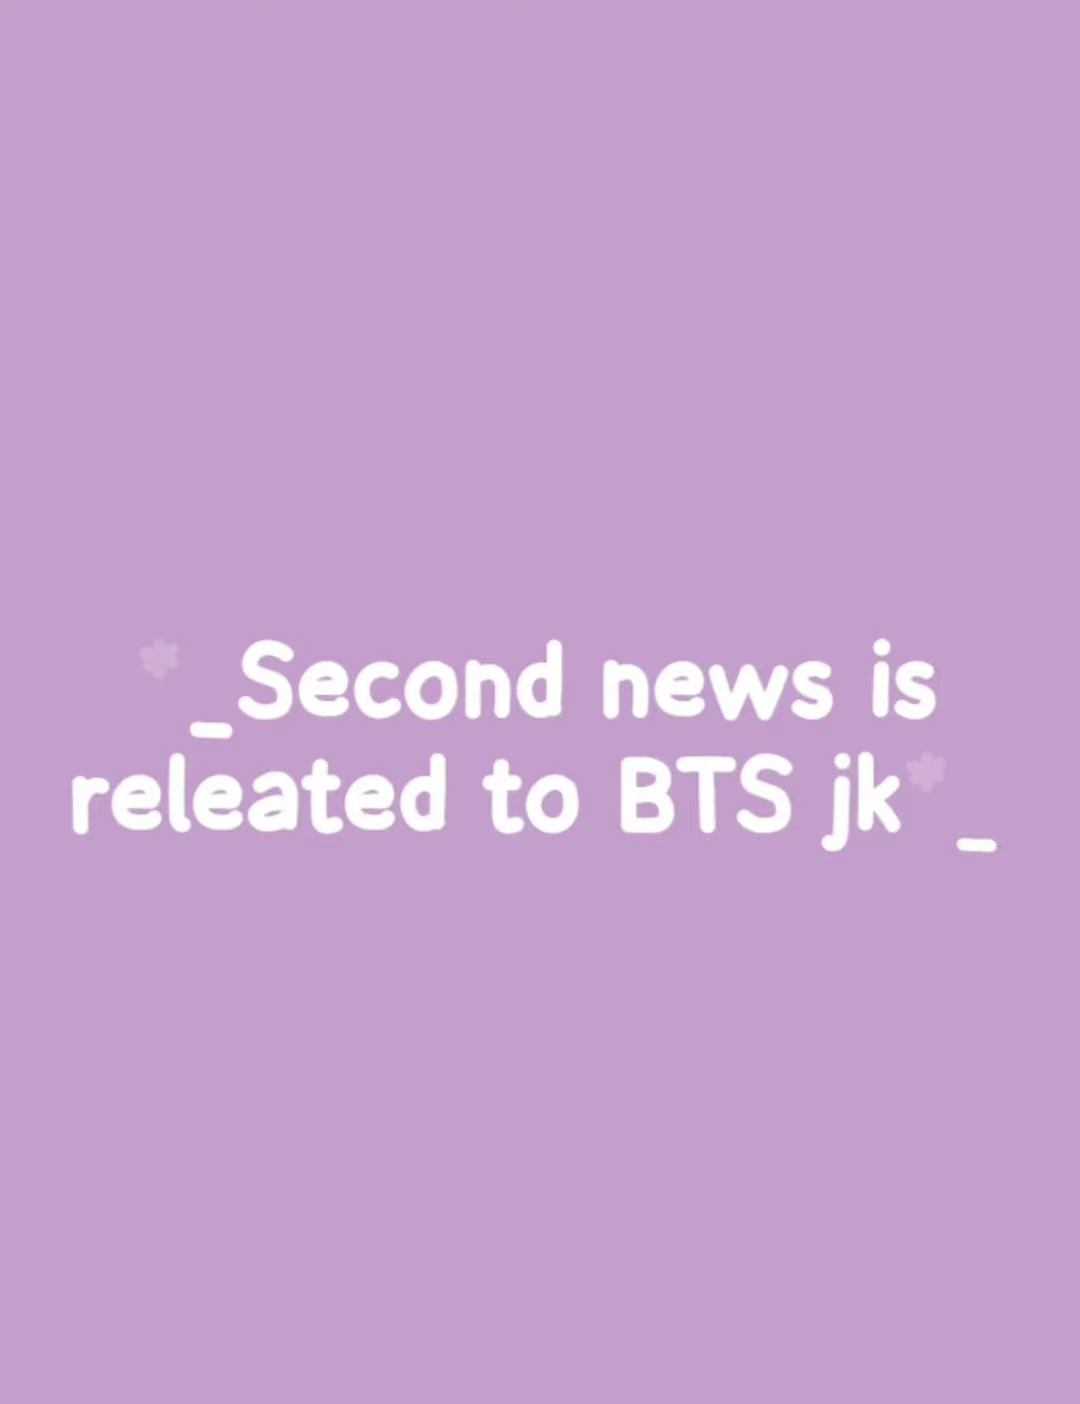 * _Second news is
releated to BTS jk* _